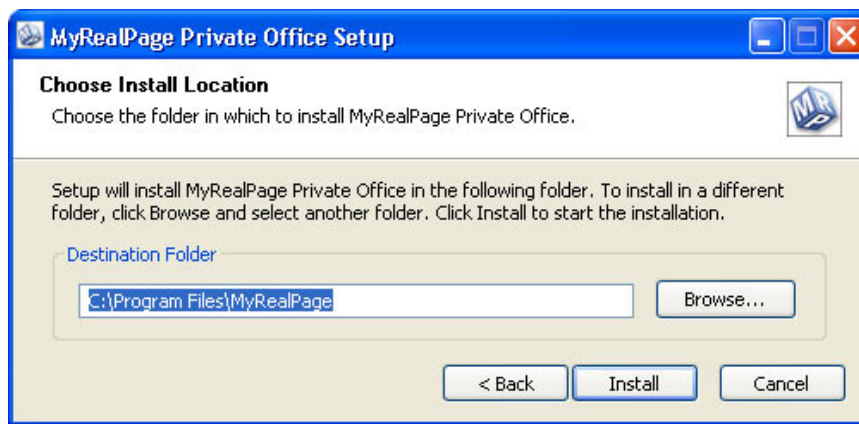 MyRealPage Private Office Setup
Choose Install Location
Choose the folder in which to install MyRealPage Private Office.
MRP
Setup will install MyRealPage Private Office in the following folder. To install in a different
folder, click Browse and select another folder. Click Install to start the installation.
Destination Folder
C:\Program Files\MyRealPage
Browse...
< Back
Install
Cancel